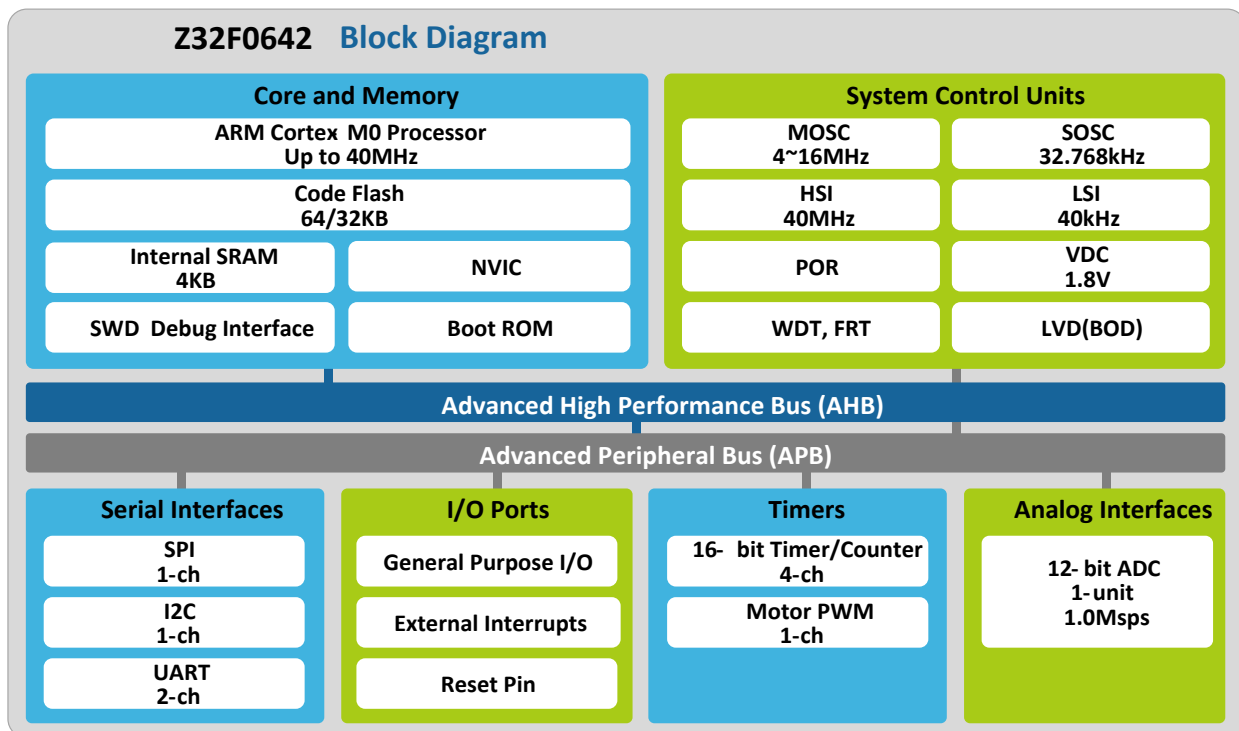 Z32F0642 Block Diagram
Core and Memory
ARM Cortex M0 Processor
Up to 40MHz
Code Flash
64/32KB
Internal SRAM
4KB
NVIC
SWD Debug Interface
Boot ROM
System Control Units
MOSC
4~16MHz
SOSC
32.768kHz
HSI
40MHz
LSI
40kHz
POR
VDC
1.8V
WDT, FRT
LVD(BOD)
Advanced High Performance Bus (AHB)
Advanced Peripheral Bus (APB)
Serial Interfaces
SPI
1-ch
I2C
1-ch
UART
2-ch
I/O Ports
General Purpose I/O
External Interrupts
Reset Pin
Timers
16- bit Timer/Counter
4-ch
Motor PWM
1-ch
Analog Interfaces
12- bit ADC
1-unit
1.0Msps